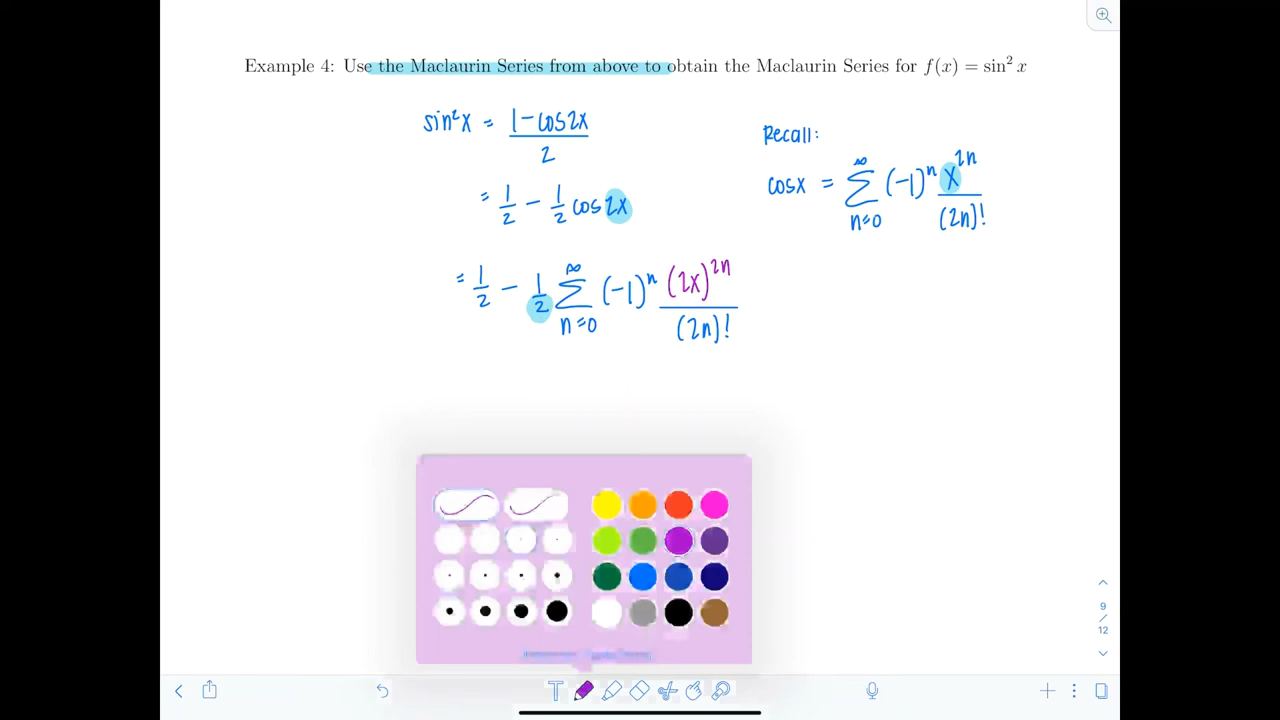 Example 4: Use the Maclaurin Series from above to obtain the Maclaurin Series for f(x) = sin² x
sin²x = (1 - cos2x)/2
= 1/2 - 1/2 cos 2x
= 1/2 - 1/2 ∑_{n=0}^{∞} (-1)^n (2x)^{2n}/(2n)!
Recall:
cosx = ∑_{n=0}^{∞} (-1)^n x^{2n}/(2n)!
9
/
12
T